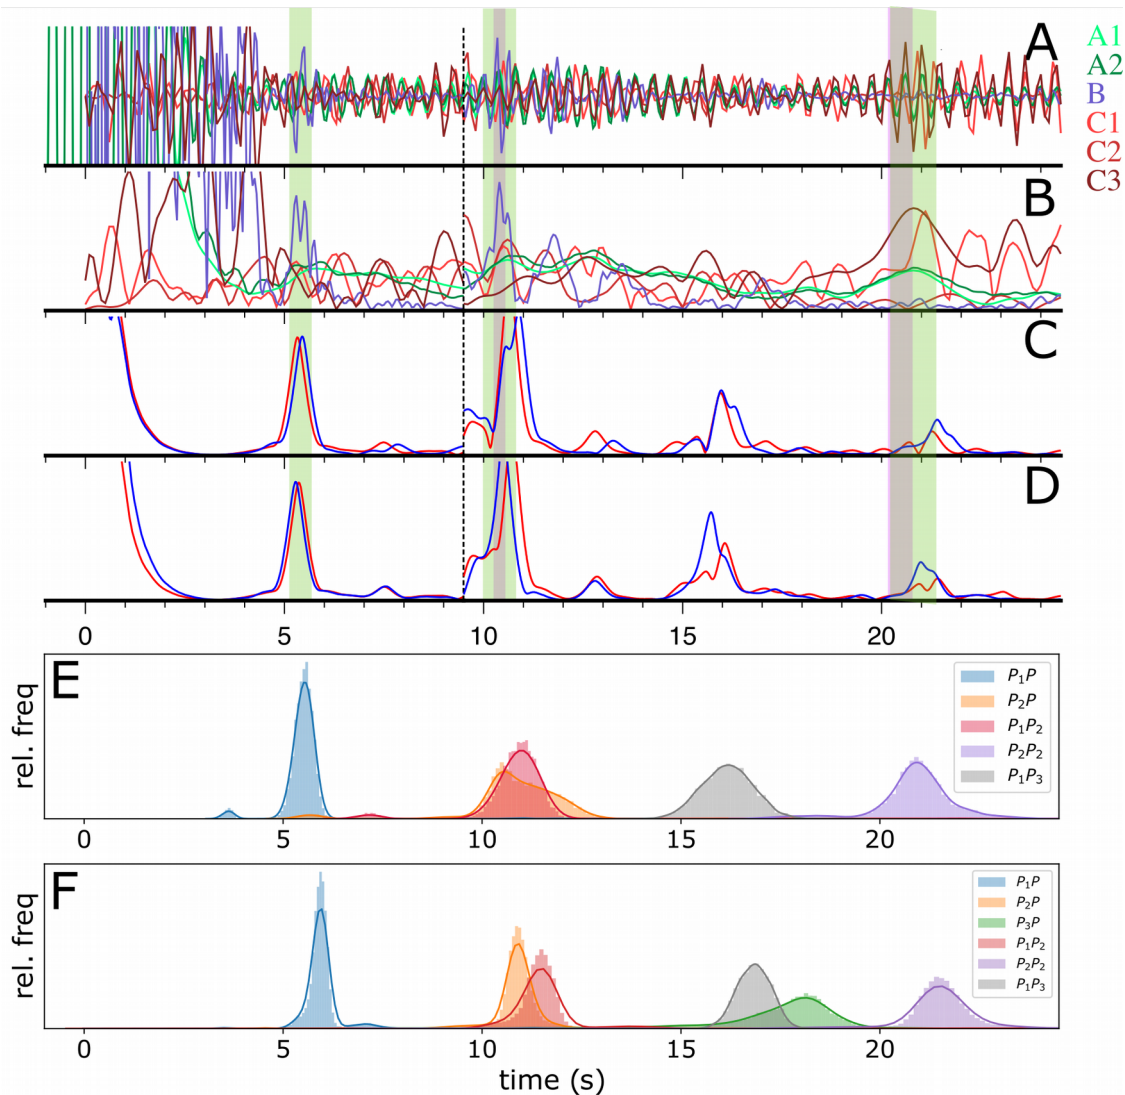 A
A1
A2
B
C1
C2
C3
B
C
D
0 5 10 15 20
E
rel. freq
P₁P
P₂P
P₁P₂
P₂P₂
P₁P₃
0 5 10 15 20
F
rel. freq
P₁P
P₂P
P₃P
P₁P₂
P₂P₂
P₁P₃
0 5 10 15 20
time (s)